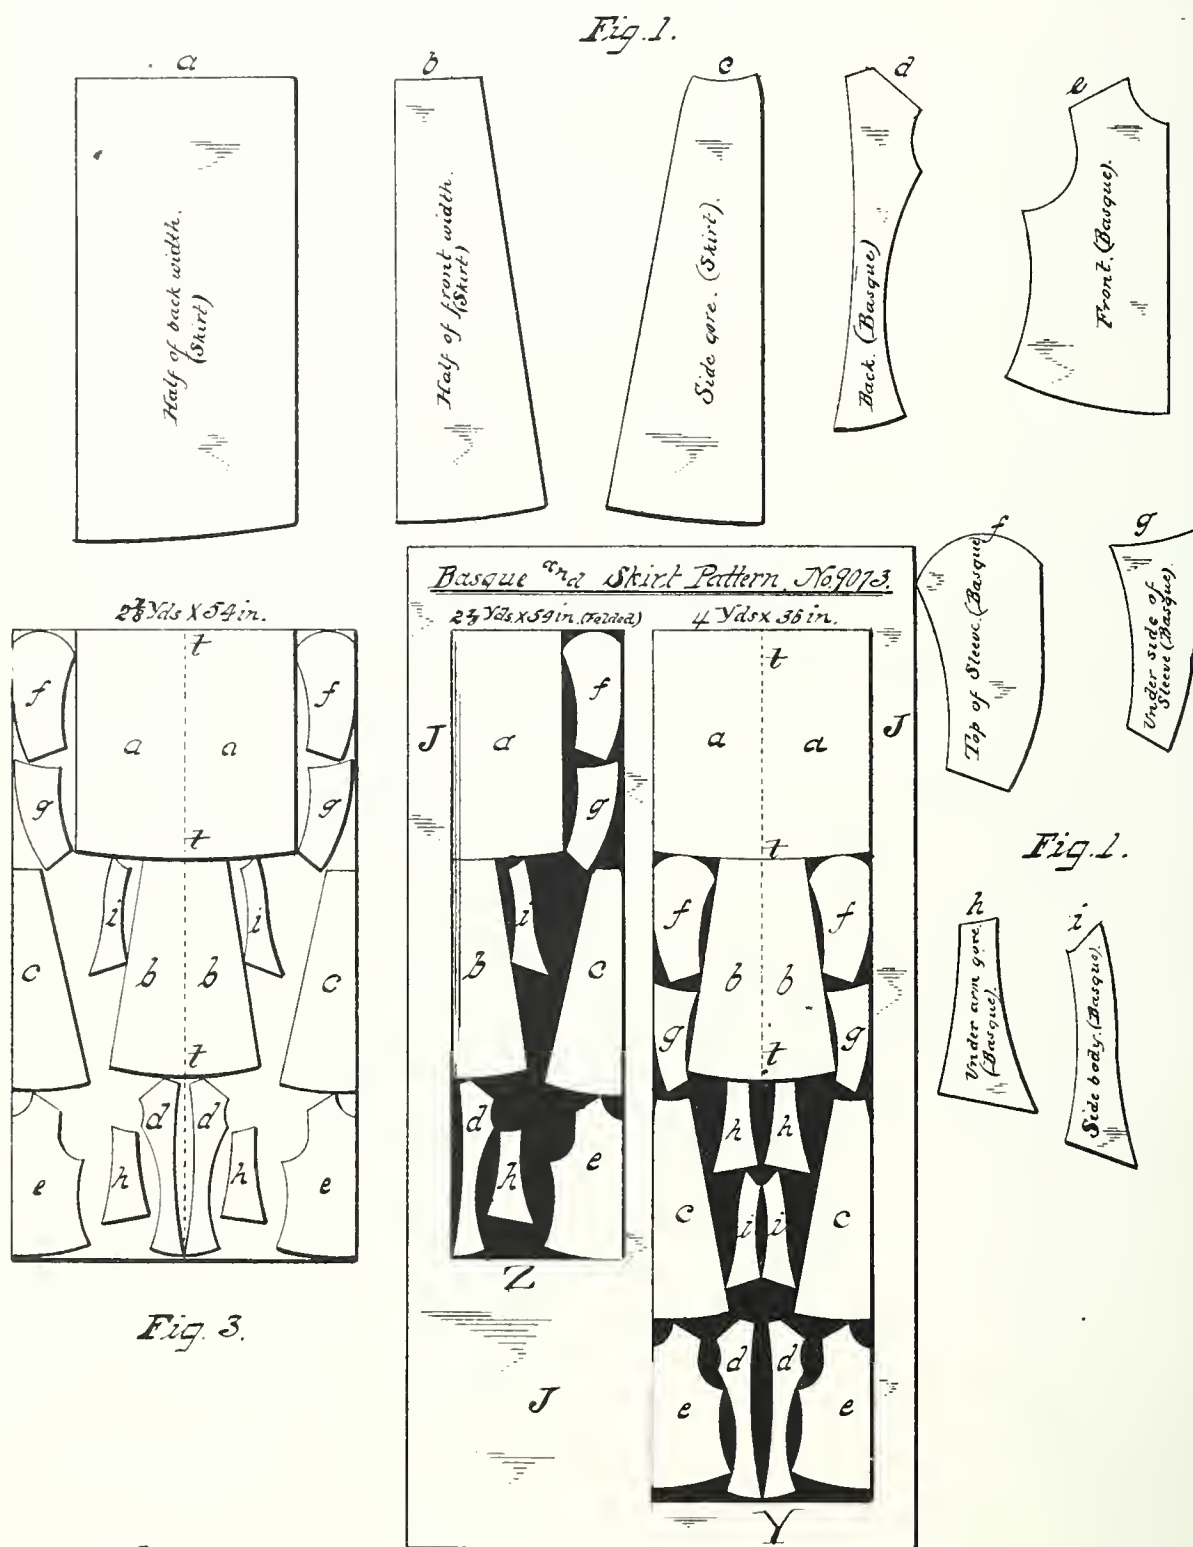 Fig. 1.
a
b
c
d
e
Half of back width.
(Skirt)
Half of front width.
(Skirt)
Side gore. (Skirt).
Back. (Basque)
Front. (Basque).
f
g
Top of Sleeve. (Basque
Under side of
Sleeve (Basque).
Basque and Skirt Pattern. No. 9073.
2⅞ Yds X 54 in.
2⅞ Yds. X 54 in. (Folded)
4 Yds x 36 in.
t
f
f
a
a
g
g
t
i
i
c
b
b
c
t
d
d
h
h
e
e
Fig. 3.
J
a
f
g
b
i
c
d
h
e
Z
J
t
a
a
J
t
f
f
b
b
g
g
t
h
h
c
c
i
i
d
d
e
e
Y
Fig. 1.
h
i
Under arm gore.
(Basque).
Side body. (Basque).